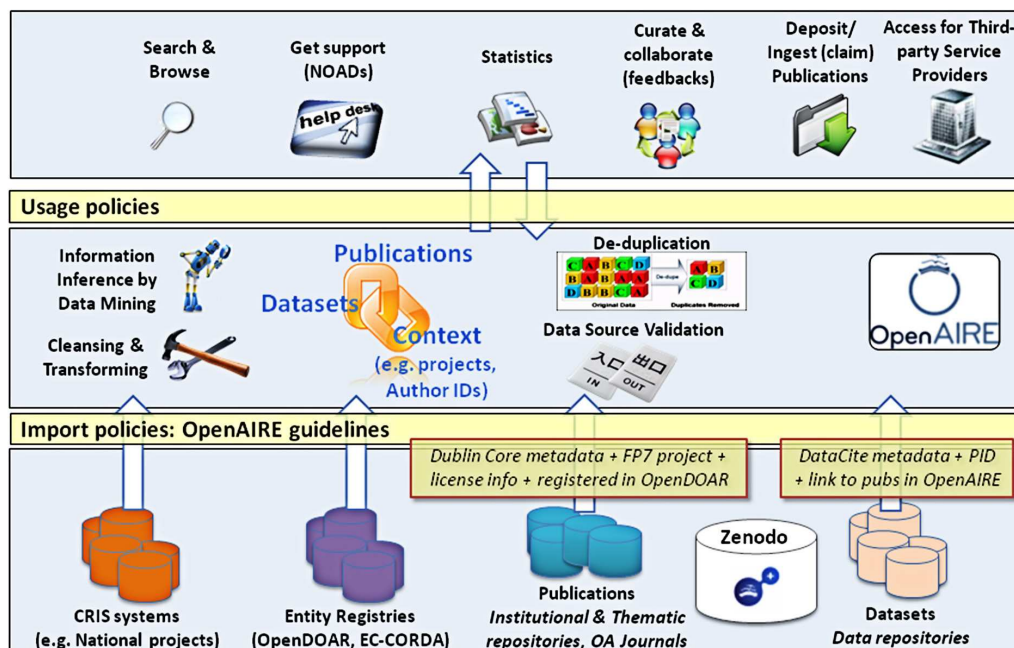 Search &
Browse
Get support
(NOADs)
Statistics
Curate &
collaborate
(feedbacks)
Deposit/
Ingest (claim)
Publications
Access for Third-
party Service
Providers
help desk
Usage policies
Information
Inference by
Data Mining
Cleansing &
Transforming
Publications
Datasets
Context
(e.g. projects,
Author IDs)
De-duplication
C A B C D
B A B A A
D B B C A
De-dupe
A B
C D
Original Data
Duplicates Removed
Data Source Validation
入口
IN
出口
OUT
OpenAIRE
Import policies: OpenAIRE guidelines
Dublin Core metadata + FP7 project +
license info + registered in OpenDOAR
DataCite metadata + PID
+ link to pubs in OpenAIRE
CRIS systems
(e.g. National projects)
Entity Registries
(OpenDOAR, EC-CORDA)
Publications
Institutional & Thematic
repositories, OA Journals
Zenodo
Datasets
Data repositories